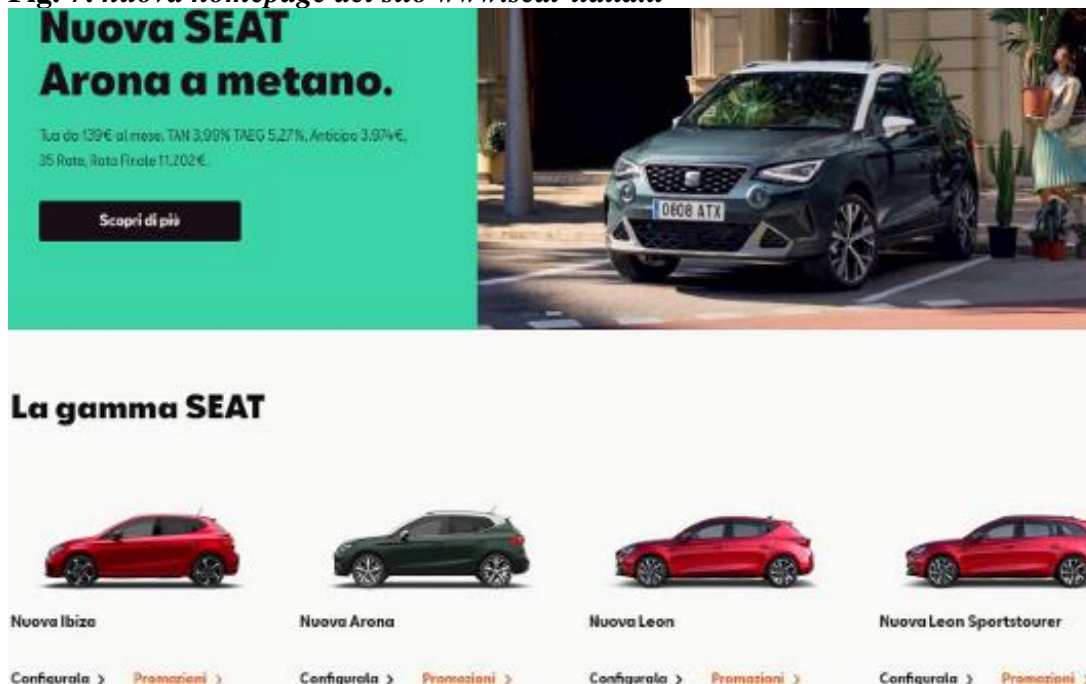 Nuova SEAT
Arona a metano.
Tua da 139€ al mese. TAN 3,99% TAEG 5,27%, Anticipo 3.974€,
35 Rate, Rata Finale 11.202€.
Scopri di più
0808 ATX
La gamma SEAT
Nuova Ibiza
Nuova Arona
Nuova Leon
Nuova Leon Sportstourer
Configurala > Promozioni >
Configurala > Promozioni >
Configurala > Promozioni >
Configurala > Promozioni >